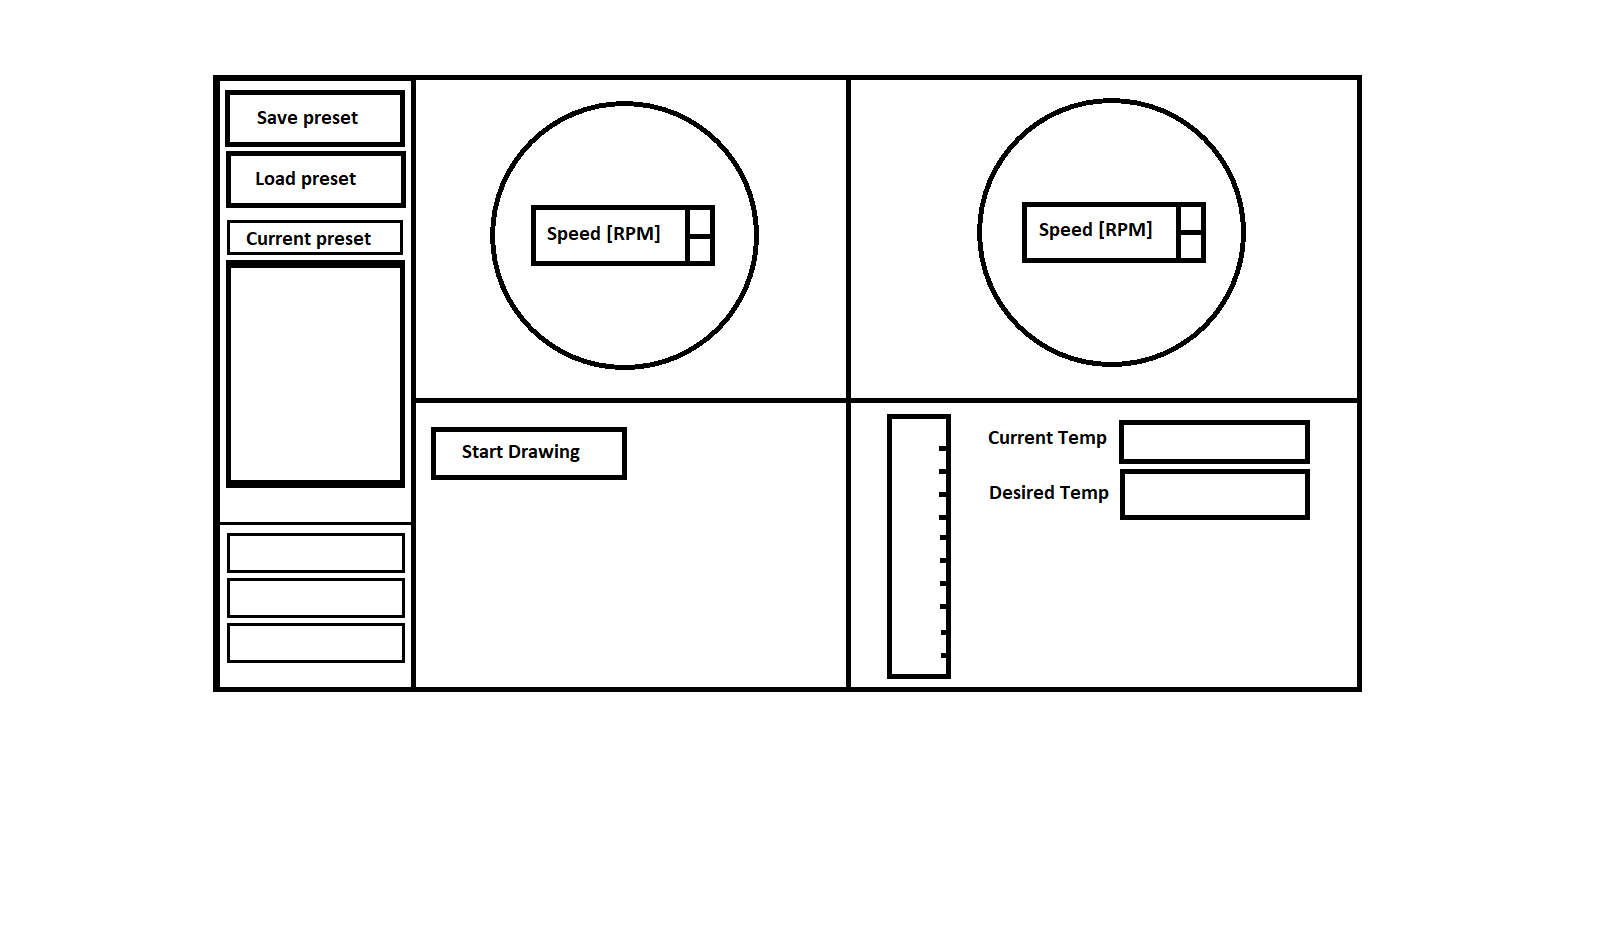 Save preset
Load preset
Current preset
Speed [RPM]
Speed [RPM]
Start Drawing
Current Temp
Desired Temp